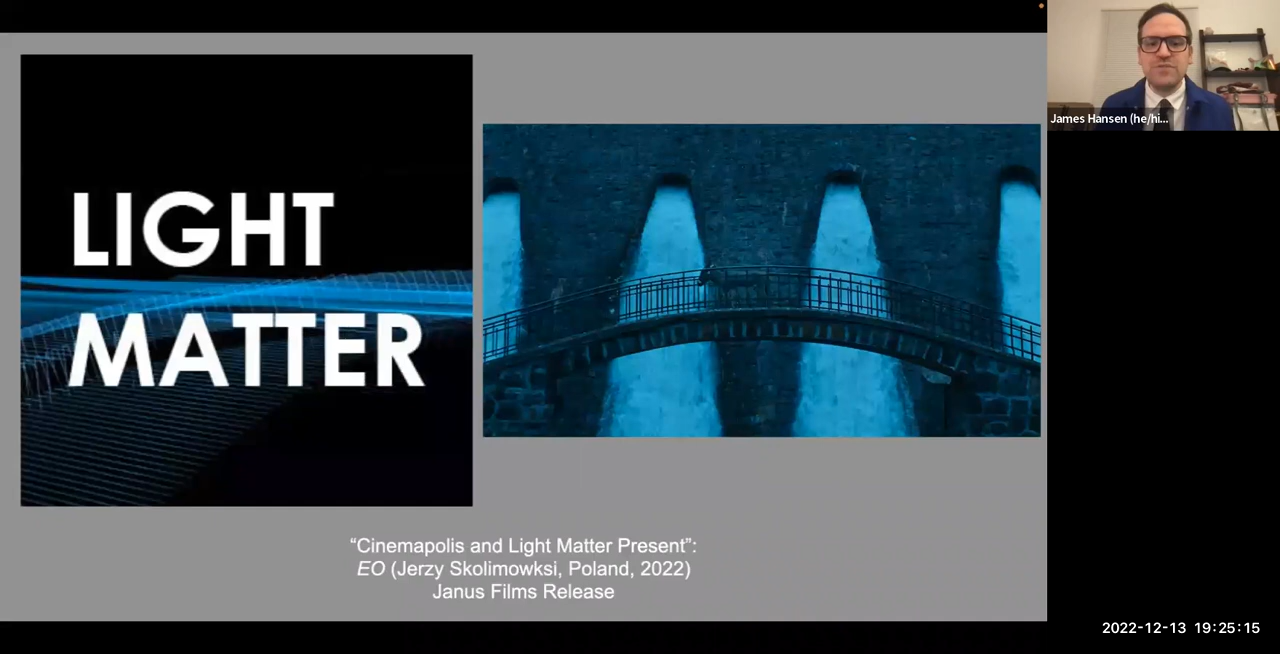 LIGHT
MATTER
James Hansen (he/hi...
“Cinemapolis and Light Matter Present”:
EO (Jerzy Skolimowksi, Poland, 2022)
Janus Films Release
2022-12-13 19:25:15